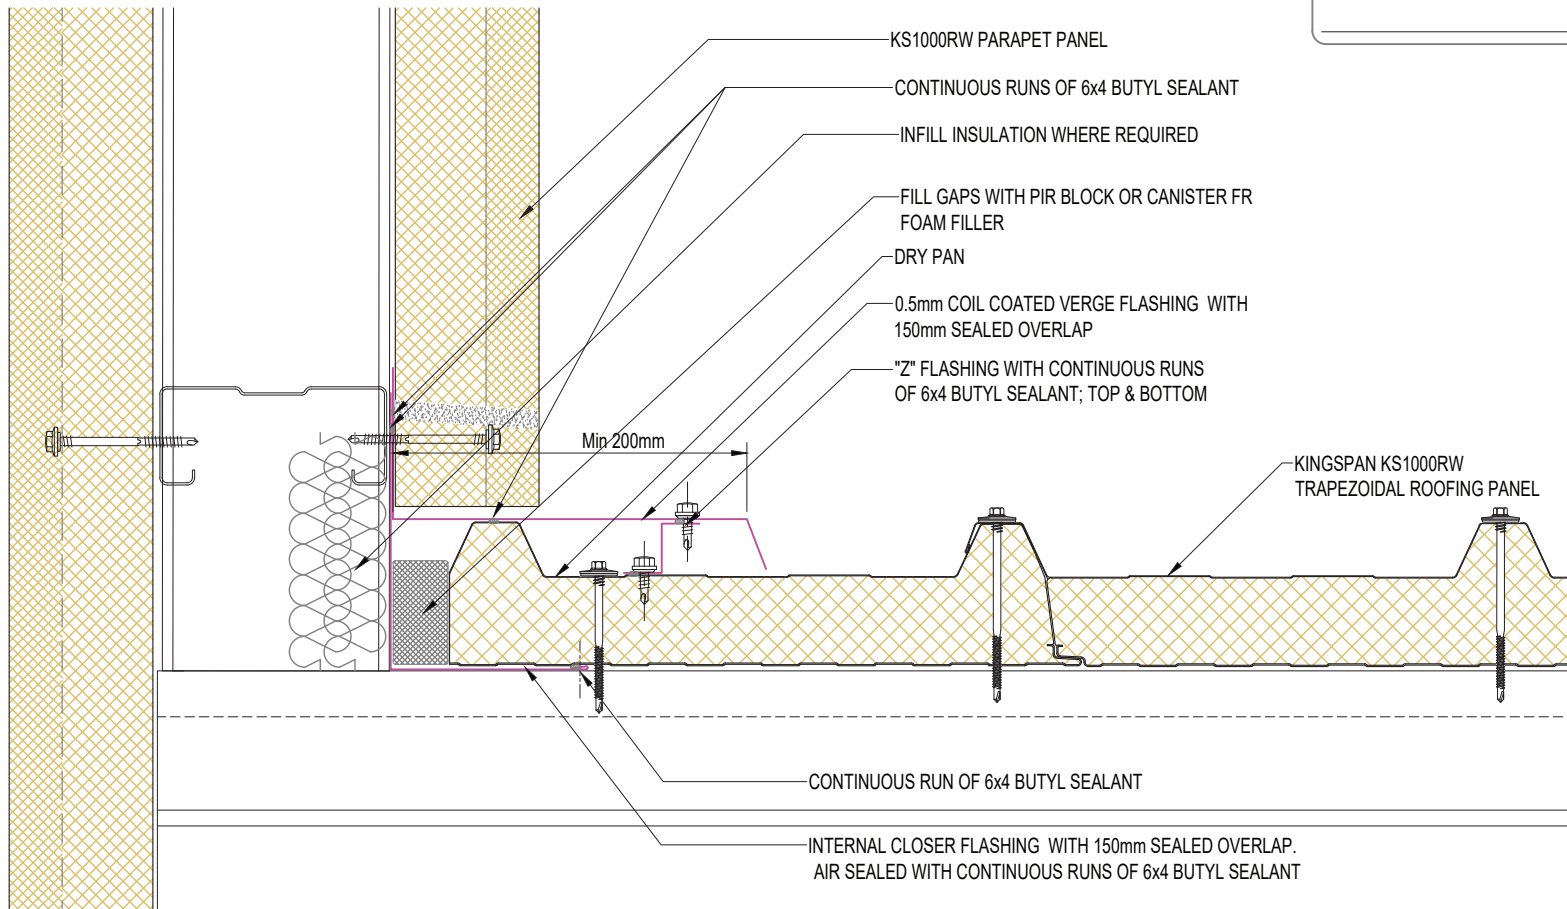 KS1000RW PARAPET PANEL
CONTINUOUS RUNS OF 6x4 BUTYL SEALANT
INFILL INSULATION WHERE REQUIRED
FILL GAPS WITH PIR BLOCK OR CANISTER FR
FOAM FILLER
DRY PAN
0.5mm COIL COATED VERGE FLASHING WITH
150mm SEALED OVERLAP
"Z" FLASHING WITH CONTINUOUS RUNS
OF 6x4 BUTYL SEALANT; TOP & BOTTOM
Min 200mm
KINGSPAN KS1000RW
TRAPEZOIDAL ROOFING PANEL
CONTINUOUS RUN OF 6x4 BUTYL SEALANT
INTERNAL CLOSER FLASHING WITH 150mm SEALED OVERLAP.
AIR SEALED WITH CONTINUOUS RUNS OF 6x4 BUTYL SEALANT